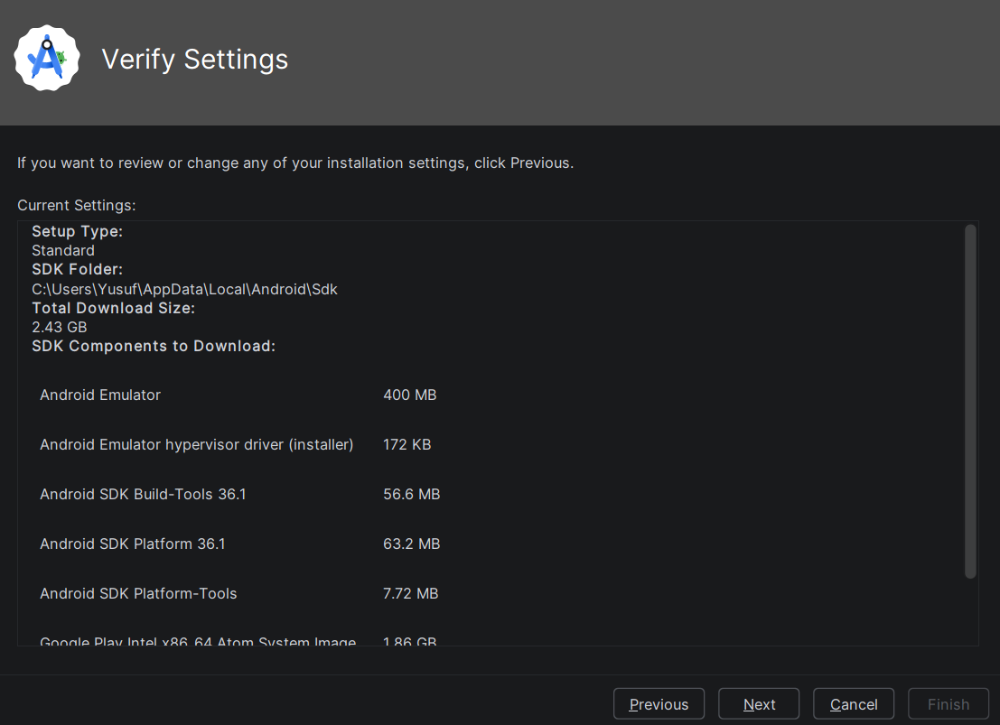 Verify Settings
If you want to review or change any of your installation settings, click Previous.
Current Settings:
Setup Type:
Standard
SDK Folder:
C:\Users\Yusuf\AppData\Local\Android\Sdk
Total Download Size:
2.43 GB
SDK Components to Download:
Android Emulator 400 MB
Android Emulator hypervisor driver (installer) 172 KB
Android SDK Build-Tools 36.1 56.6 MB
Android SDK Platform 36.1 63.2 MB
Android SDK Platform-Tools 7.72 MB
Google Play Intel x86_64 Atom System Image 1.86 GB
Previous Next Cancel Finish